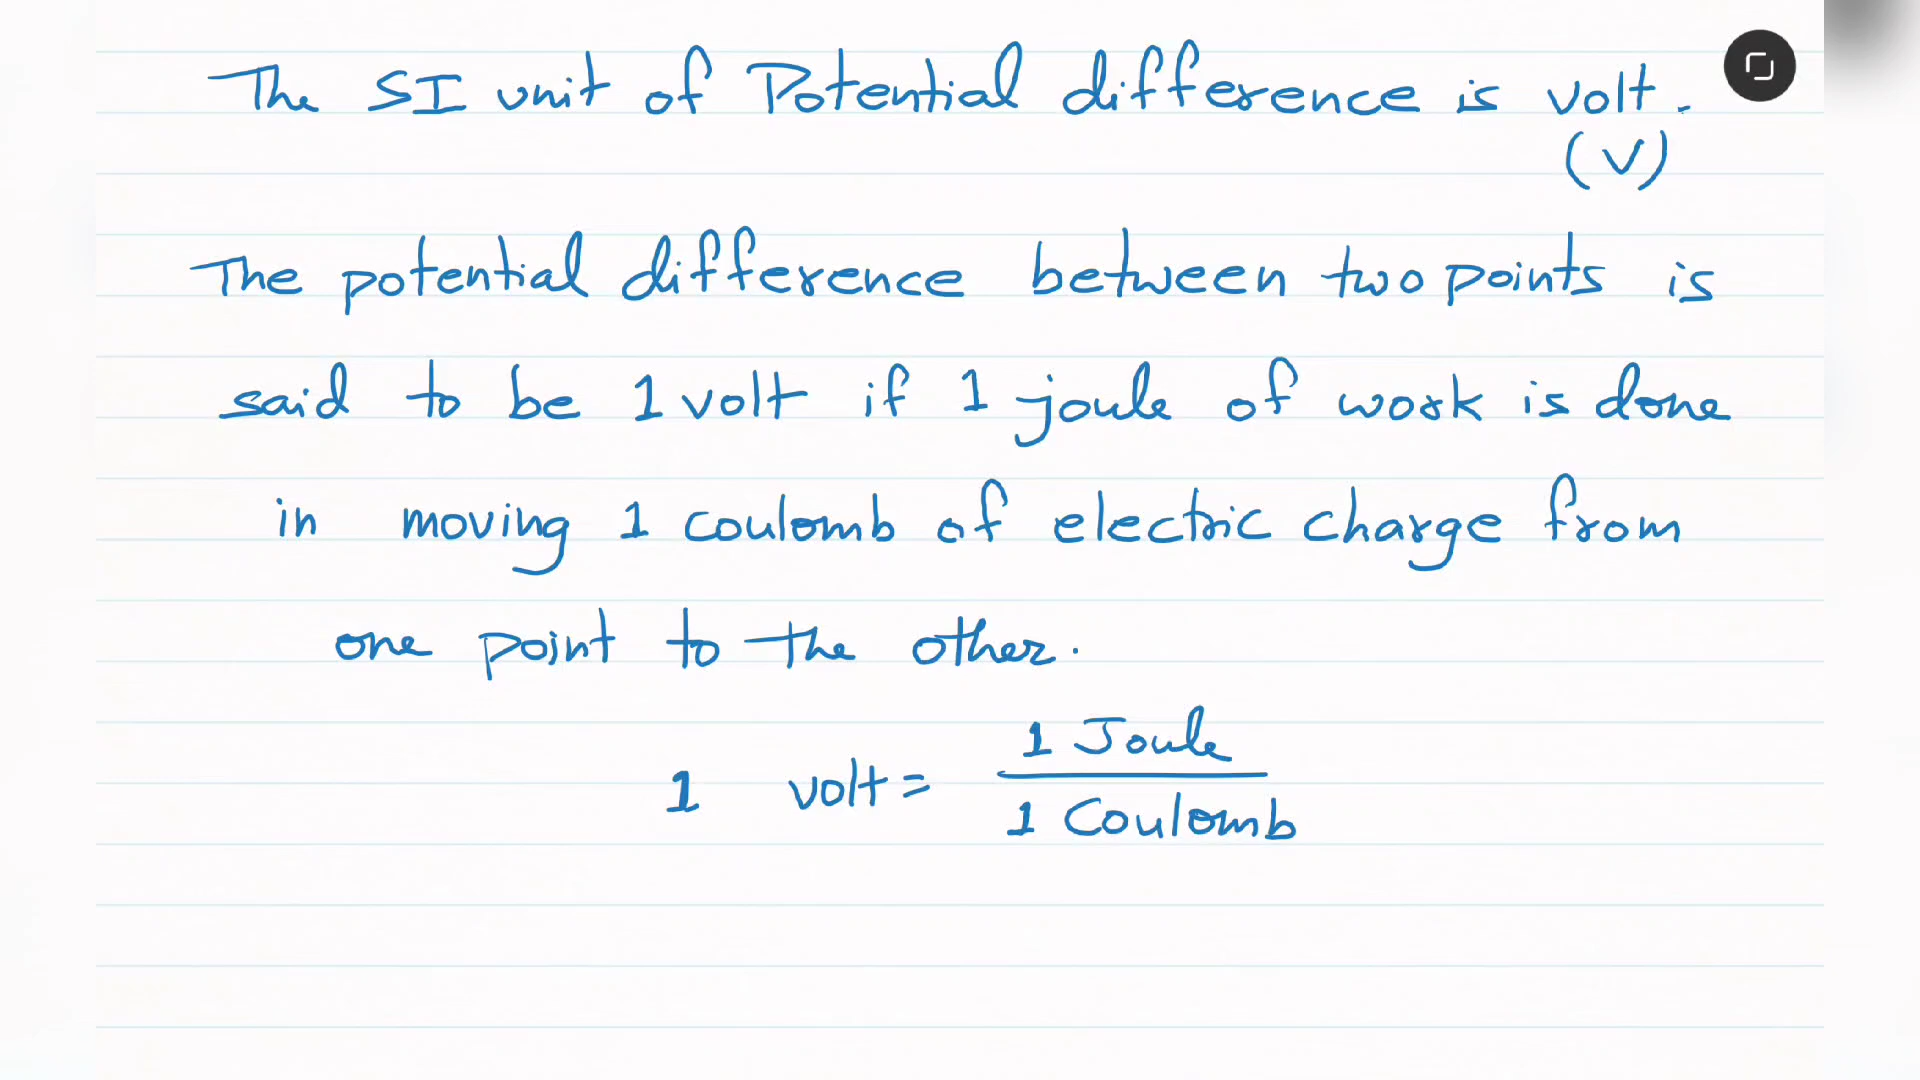 The SI unit of Potential difference is volt.
(V)
The potential difference between two points is
said to be 1 volt if 1 joule of work is done
in moving 1 coulomb of electric charge from
one point to the other.
1 volt = 1 Joule
1 Coulomb